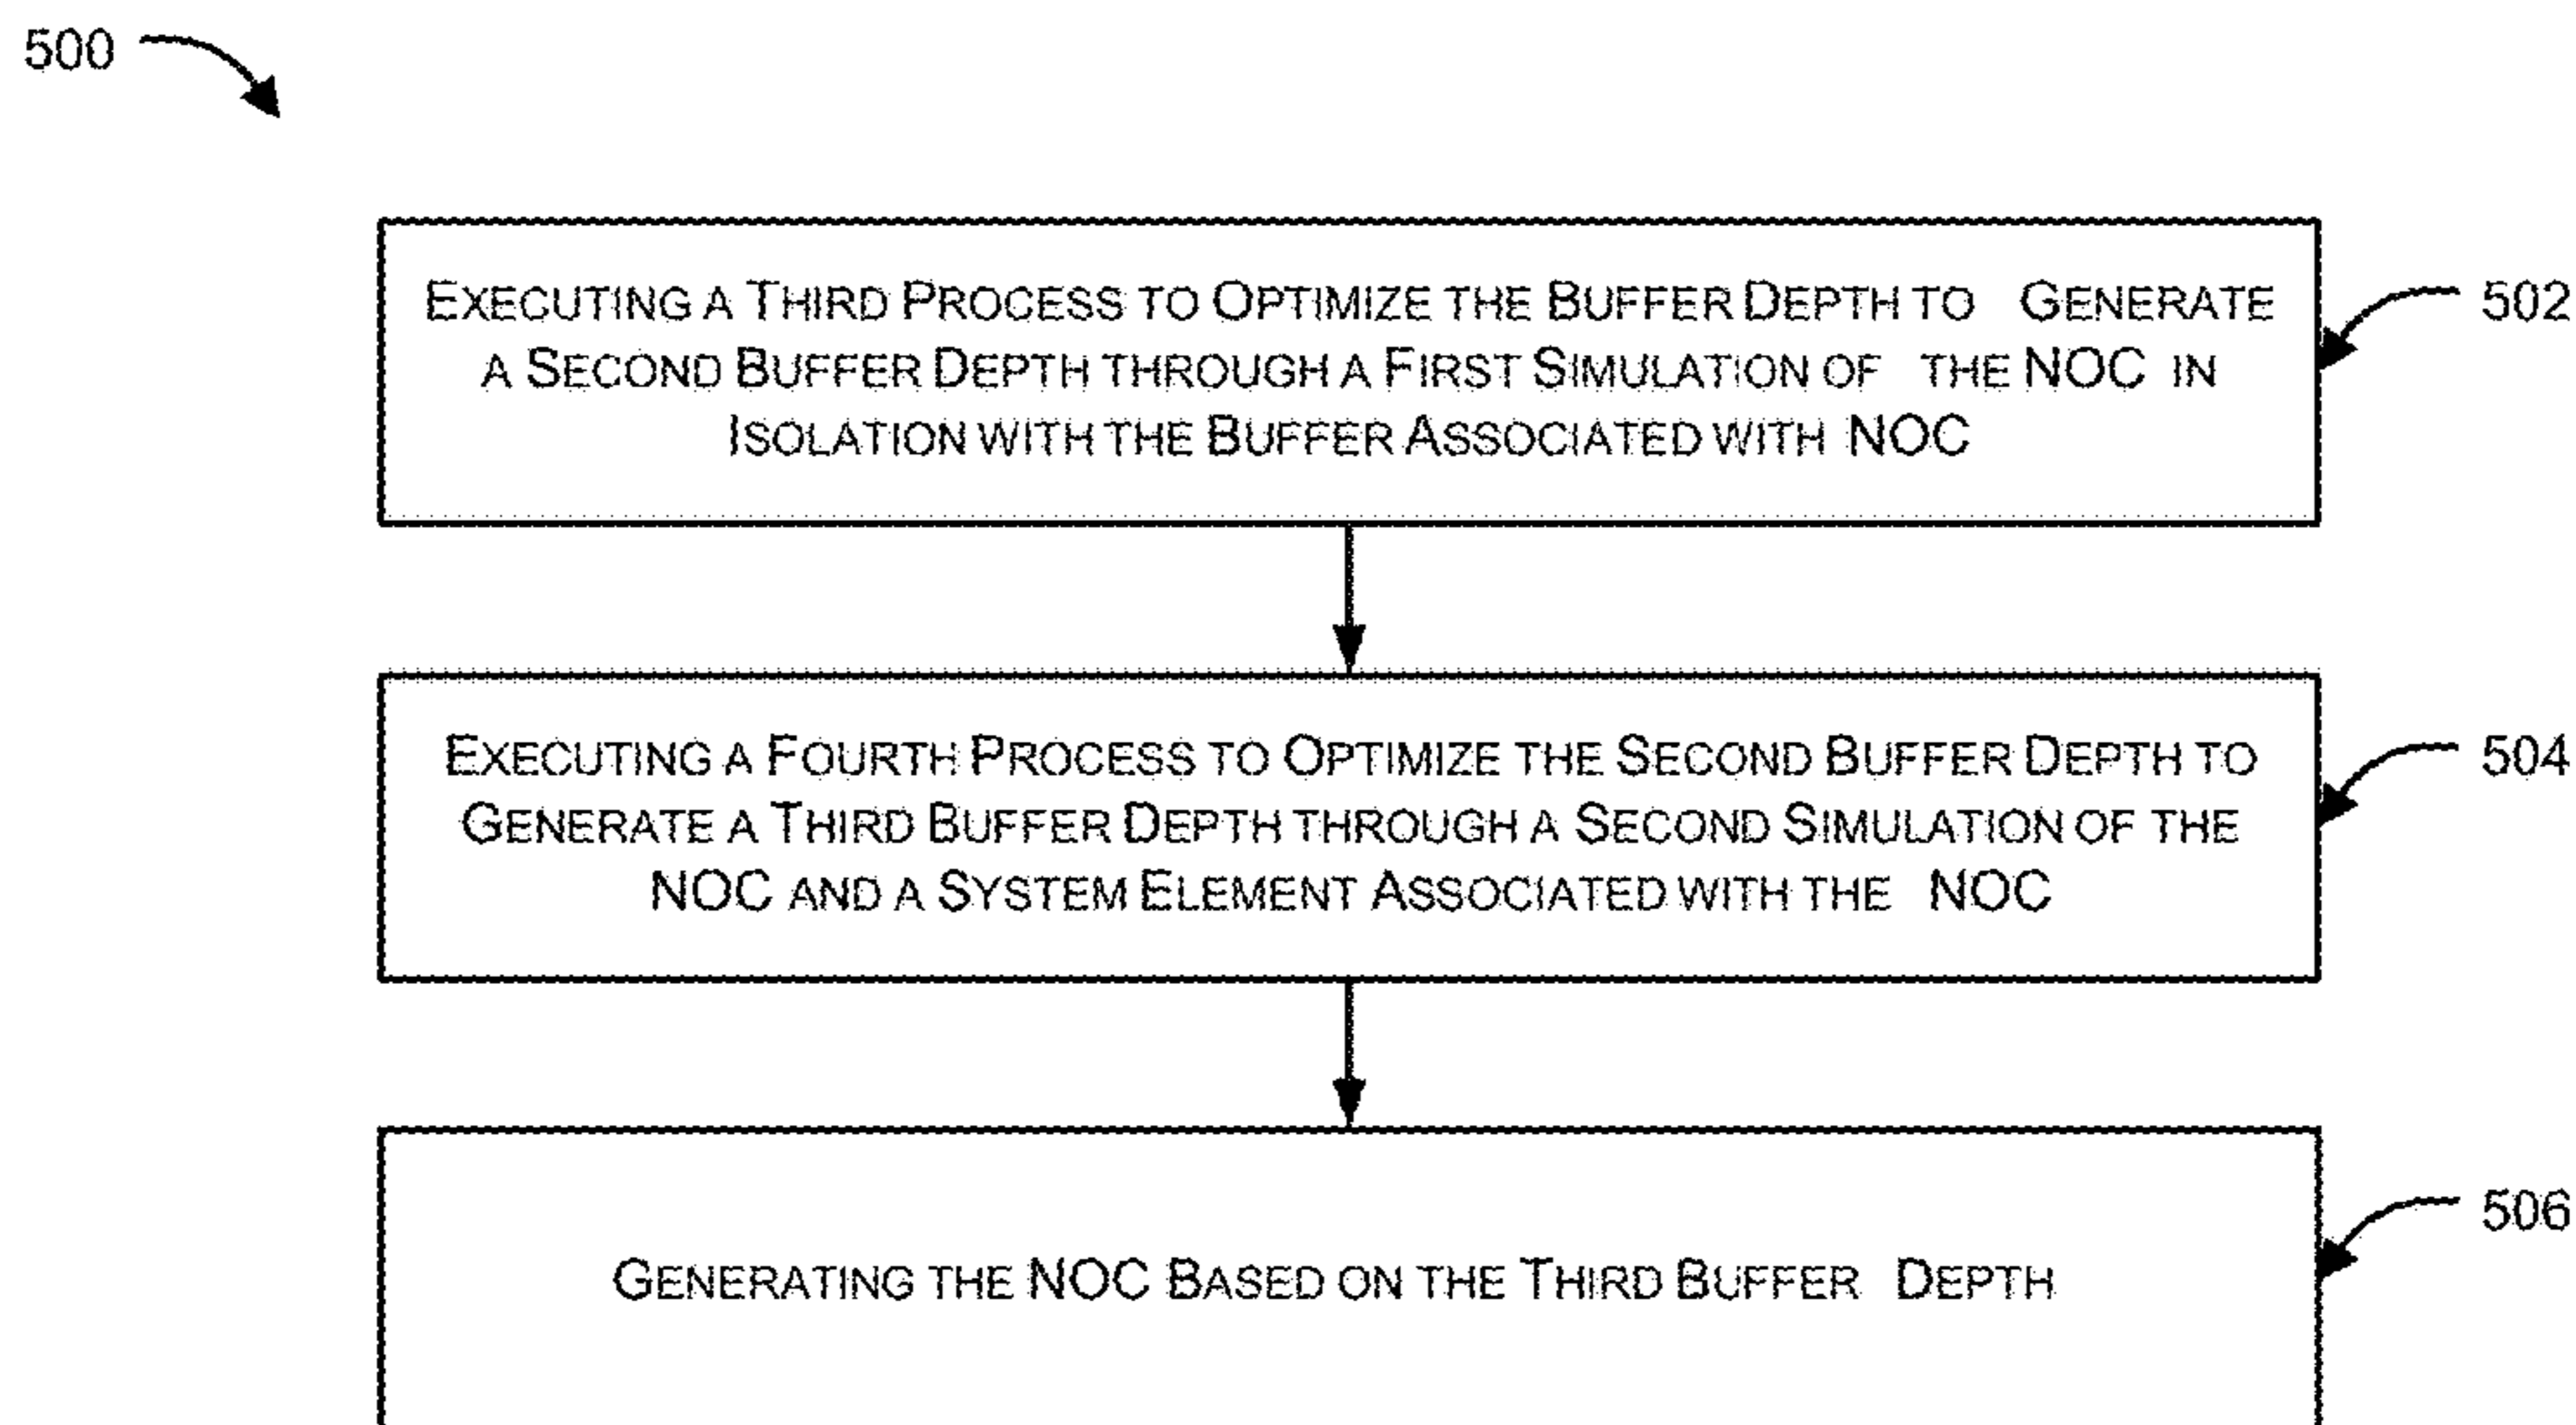 500
EXECUTING A THIRD PROCESS TO OPTIMIZE THE BUFFER DEPTH TO GENERATE
A SECOND BUFFER DEPTH THROUGH A FIRST SIMULATION OF THE NOC IN
ISOLATION WITH THE BUFFER ASSOCIATED WITH NOC
502
EXECUTING A FOURTH PROCESS TO OPTIMIZE THE SECOND BUFFER DEPTH TO
GENERATE A THIRD BUFFER DEPTH THROUGH A SECOND SIMULATION OF THE
NOC AND A SYSTEM ELEMENT ASSOCIATED WITH THE NOC
504
GENERATING THE NOC BASED ON THE THIRD BUFFER DEPTH
506